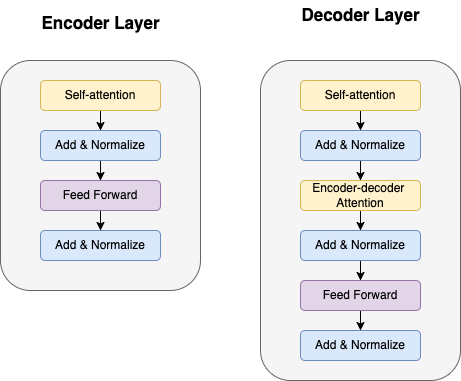 Encoder Layer
Self-attention
Add & Normalize
Feed Forward
Add & Normalize
Decoder Layer
Self-attention
Add & Normalize
Encoder-decoder
Attention
Add & Normalize
Feed Forward
Add & Normalize